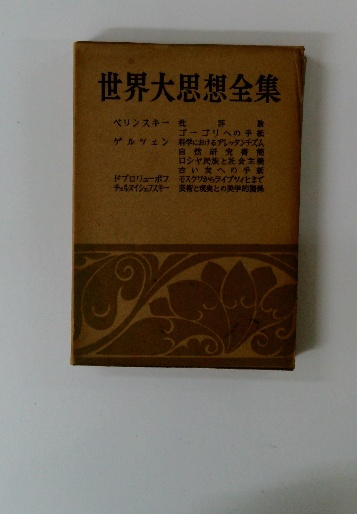 世界大思想全集
ベリンスキー 批評論
ゴーゴリへの手紙
ゲルツェン 科学におけるディレッタンチズム
自然研究書簡
ロシヤ民族と社会主義
古い友への手紙
ドブロリューボフ モスクワからライプツィヒまで
チェルヌイシェフスキー 芸術と現実との美学的関係